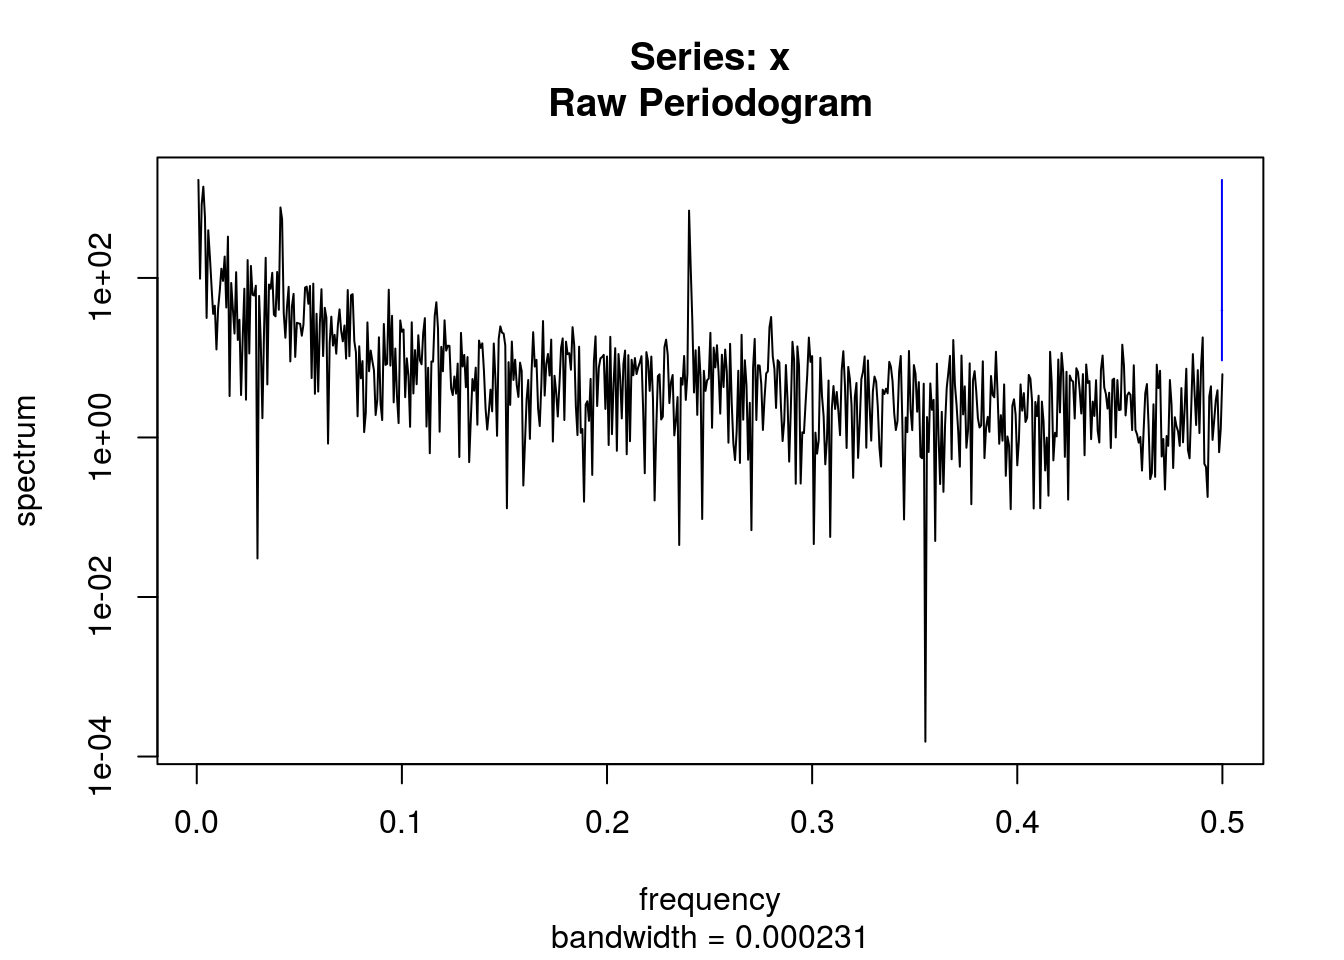 Series: x
Raw Periodogram
spectrum
1e+02
1e+00
1e-02
1e-04
0.0 0.1 0.2 0.3 0.4 0.5
frequency
bandwidth = 0.000231